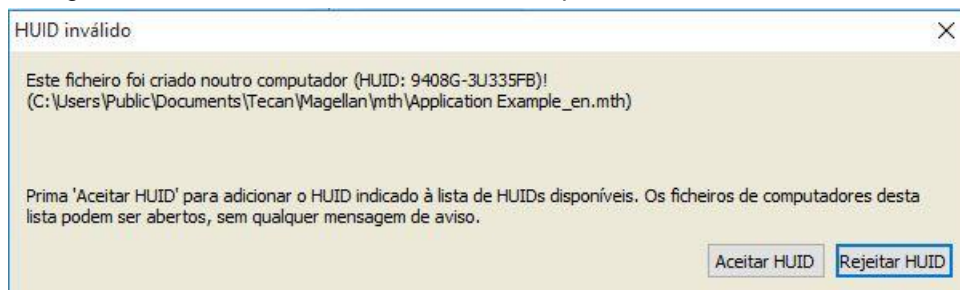 HUID inválido
Este ficheiro foi criado noutro computador (HUID: 9408G-3U335FB)!
(C:\Users\Public\Documents\Tecan\Magellan\mth\Application Example_en.mth)
Prima 'Aceitar HUID' para adicionar o HUID indicado à lista de HUIDs disponíveis. Os ficheiros de computadores desta
lista podem ser abertos, sem qualquer mensagem de aviso.
Aceitar HUID Rejeitar HUID